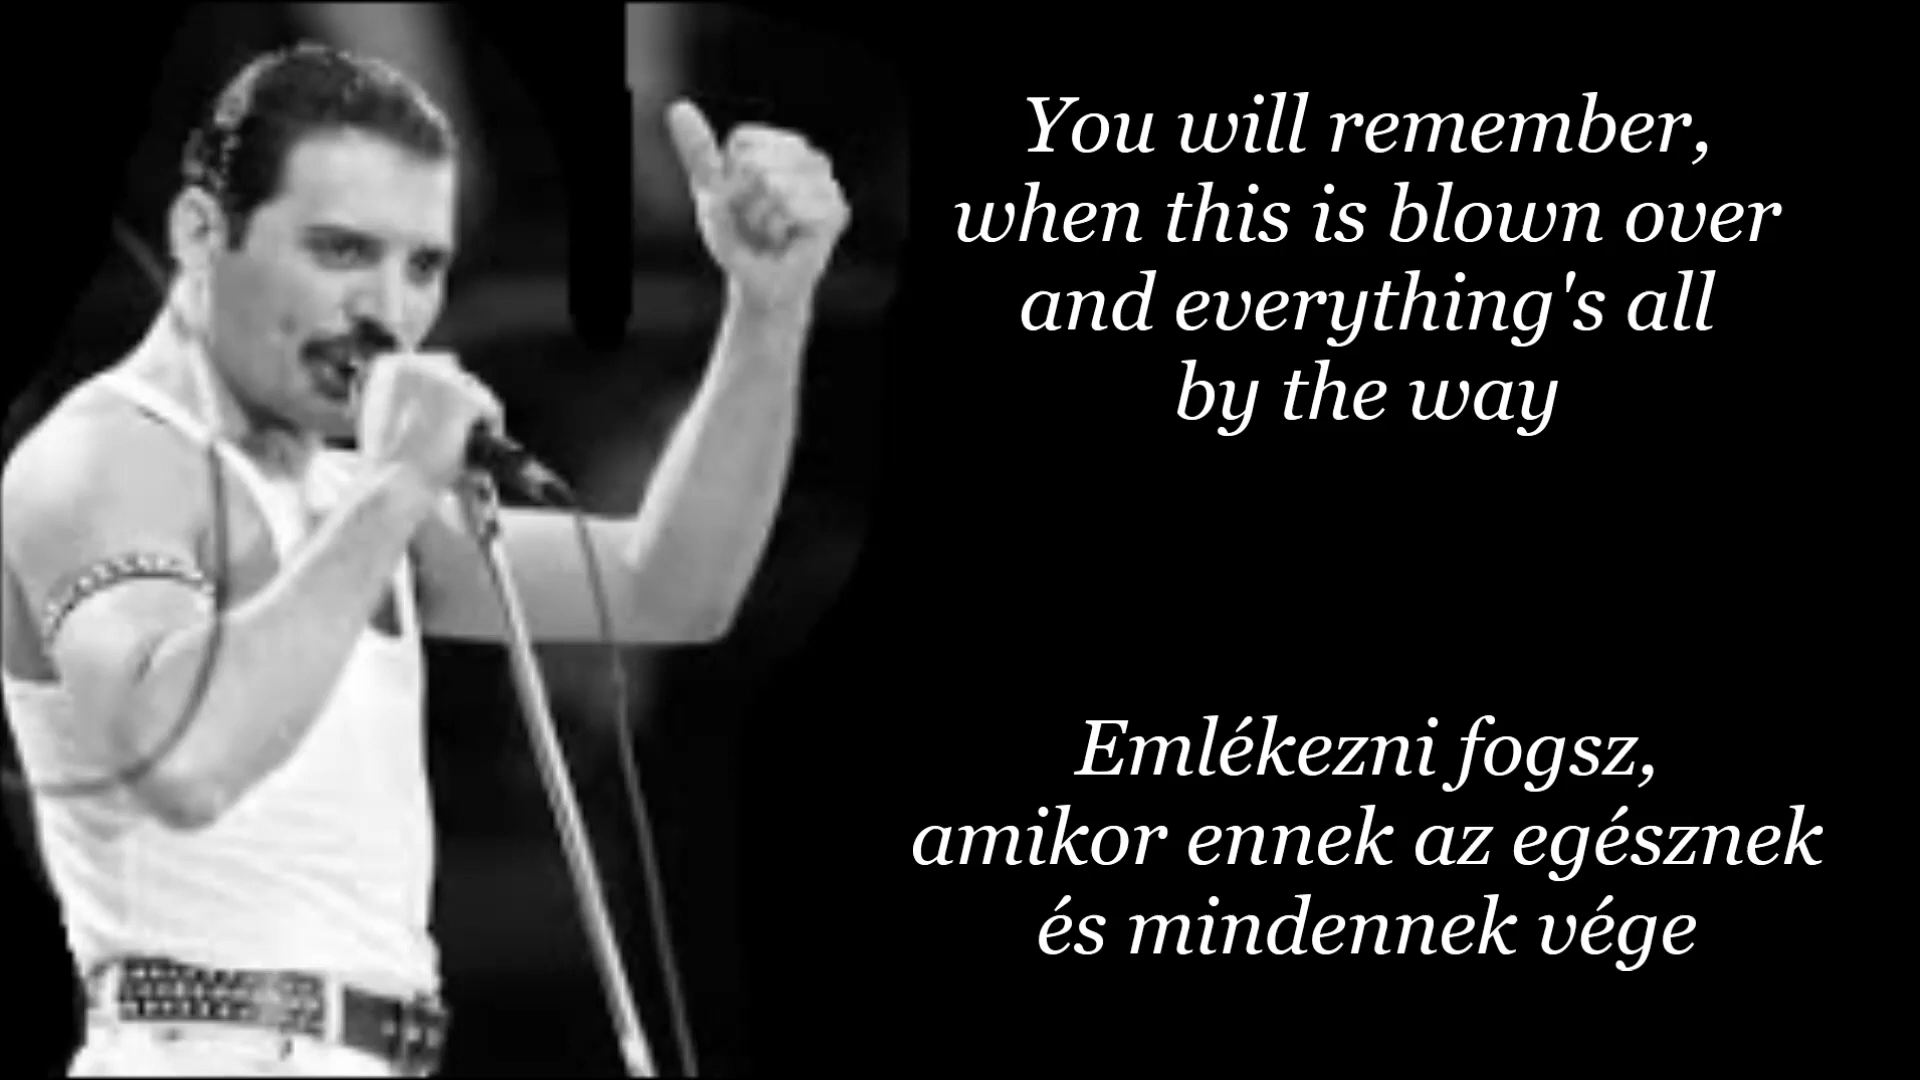 You will remember,
when this is blown over
and everything's all
by the way
Emlékezni fogsz,
amikor ennek az egésznek
és mindennek vége